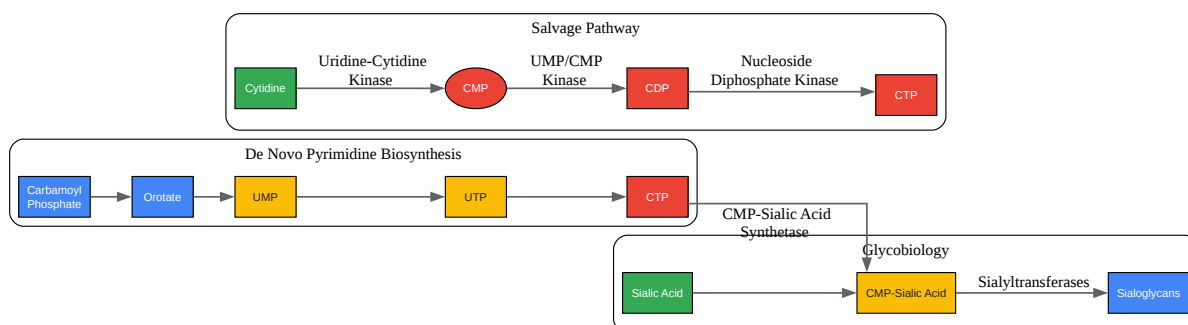 Salvage Pathway
Uridine-Cytidine
Kinase
UMP/CMP
Kinase
Nucleoside
Diphosphate Kinase
Cytidine
CMP
CDP
CTP
De Novo Pyrimidine Biosynthesis
Carbamoyl
Phosphate
Orotate
UMP
UTP
CTP
CMP-Sialic Acid
Synthetase
Glycobiology
Sialic Acid
CMP-Sialic Acid
Sialyltransferases
Sialoglycans